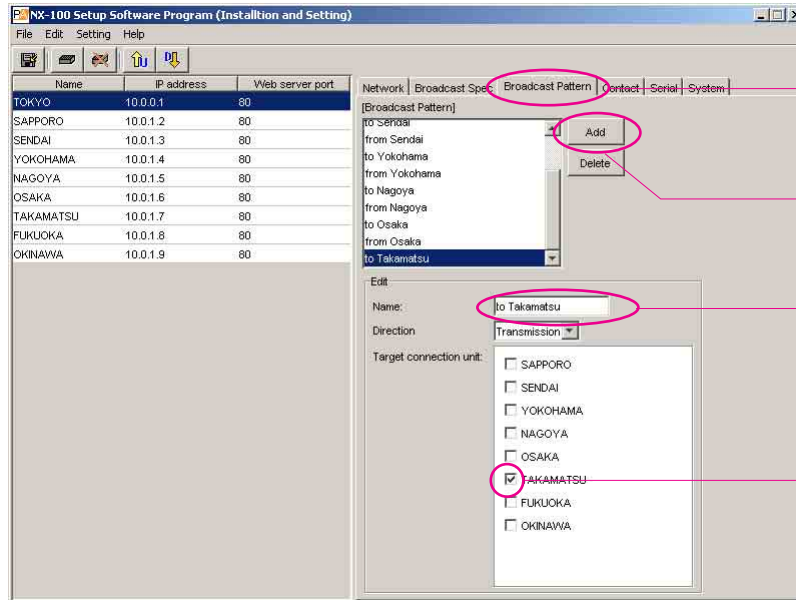 NX-100 Setup Software Program (Installtion and Setting)
File Edit Setting Help
Name IP address Web server port
TOKYO 10.0.0.1 80
SAPPORO 10.0.1.2 80
SENDAI 10.0.1.3 80
YOKOHAMA 10.0.1.4 80
NAGOYA 10.0.1.5 80
OSAKA 10.0.1.6 80
TAKAMATSU 10.0.1.7 80
FUKUOKA 10.0.1.8 80
OKINAWA 10.0.1.9 80
Network Broadcast Spec Broadcast Pattern Contact Serial System
[Broadcast Pattern]
to Sendai
from Sendai
to Yokohama
from Yokohama
to Nagoya
from Nagoya
to Osaka
from Osaka
to Takamatsu
Add
Delete
Edit
Name: to Takamatsu
Direction Transmission
Target connection unit:
SAPPORO
SENDAI
YOKOHAMA
NAGOYA
OSAKA
TAKAMATSU
FUKUOKA
OKINAWA